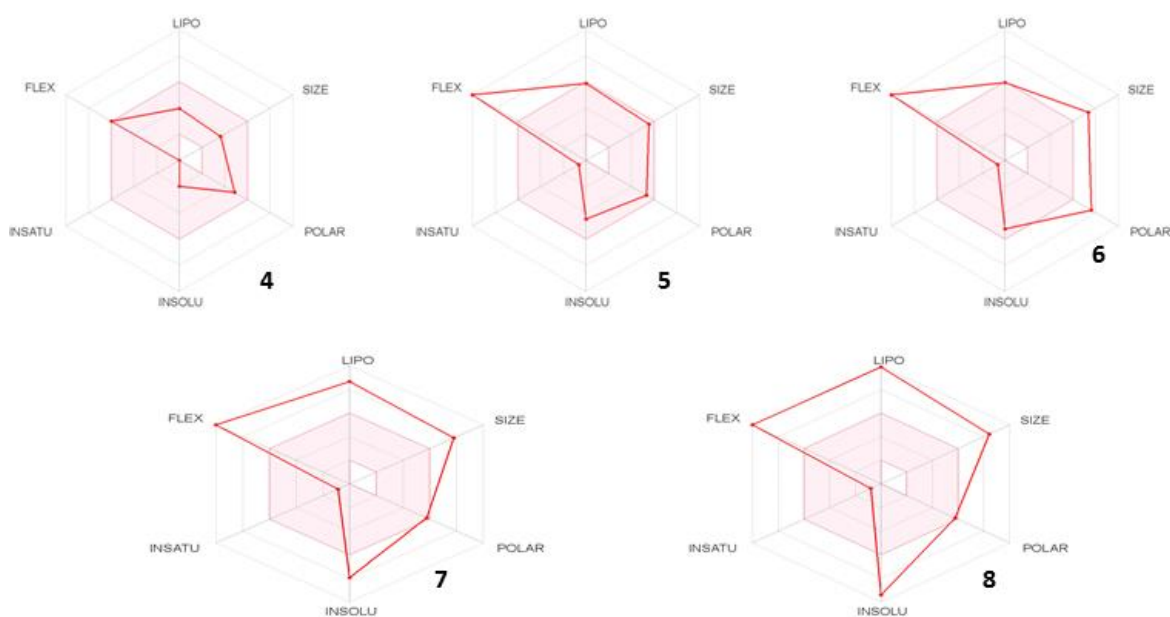 LIPO
FLEX
SIZE
INSATU
POLAR
INSOLU
4
LIPO
FLEX
SIZE
INSATU
POLAR
INSOLU
5
LIPO
FLEX
SIZE
INSATU
POLAR
INSOLU
6
LIPO
FLEX
SIZE
INSATU
POLAR
INSOLU
7
LIPO
FLEX
SIZE
INSATU
POLAR
INSOLU
8